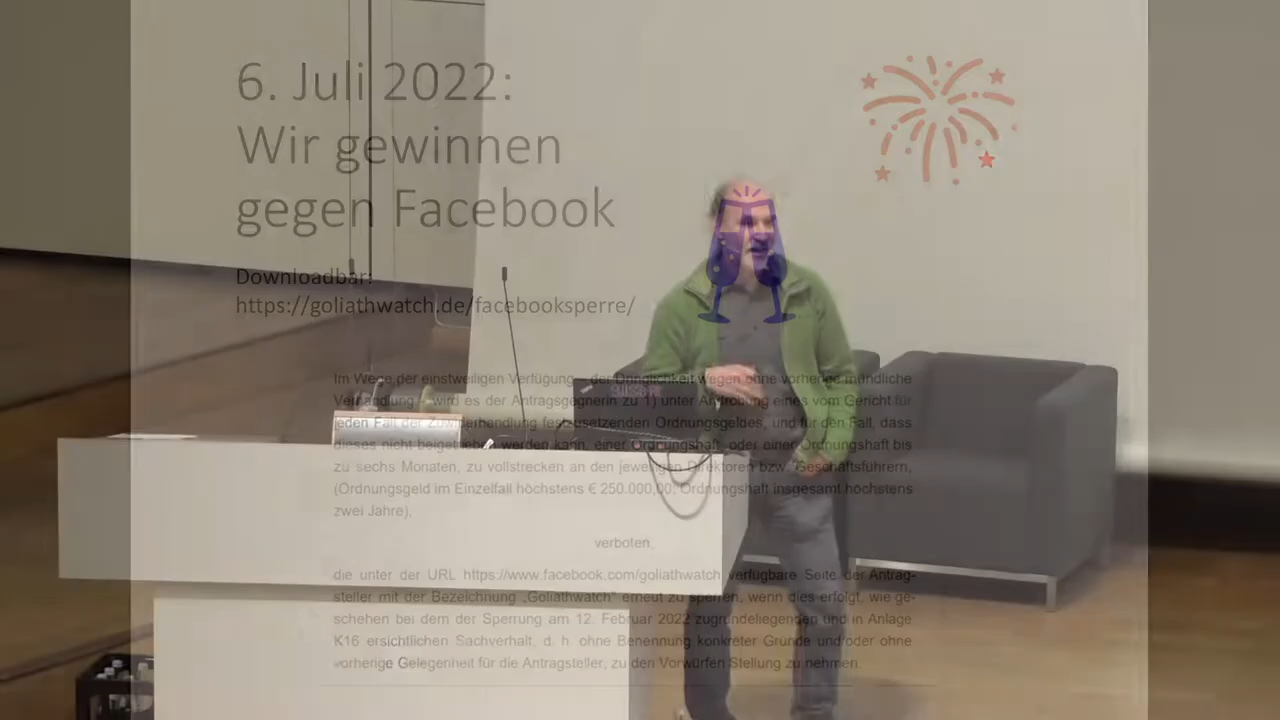 6. Juli 2022:
Wir gewinnen
gegen Facebook
Downloadbar:
https://goliathwatch.de/facebooksperre/
Im Wege der einstweiligen Verfügung – der Dringlichkeit wegen ohne vorherige mündliche
Verhandlung – wird es der Antragsgegnerin zu 1) unter Androhung eines vom Gericht für
jeden Fall der Zuwiderhandlung festzusetzenden Ordnungsgeldes, und für den Fall, dass
dieses nicht beigetrieben werden kann, einer Ordnungshaft oder einer Ordnungshaft bis
zu sechs Monaten, zu vollstrecken an den jeweiligen Direktoren bzw. Geschäftsführern,
(Ordnungsgeld im Einzelfall höchstens € 250.000,00; Ordnungshaft insgesamt höchstens
zwei Jahre),
verboten,
die unter der URL https://www.facebook.com/goliathwatch verfügbare Seite der Antrag-
steller mit der Bezeichnung „Goliathwatch“ erneut zu sperren, wenn dies erfolgt, wie ge-
schehen bei dem der Sperrung am 12. Februar 2022 zugrundeliegenden und in Anlage
K16 ersichtlichen Sachverhalt, d. h. ohne Benennung konkreter Gründe und/oder ohne
vorherige Gelegenheit für die Antragsteller, zu den Vorwürfen Stellung zu nehmen.